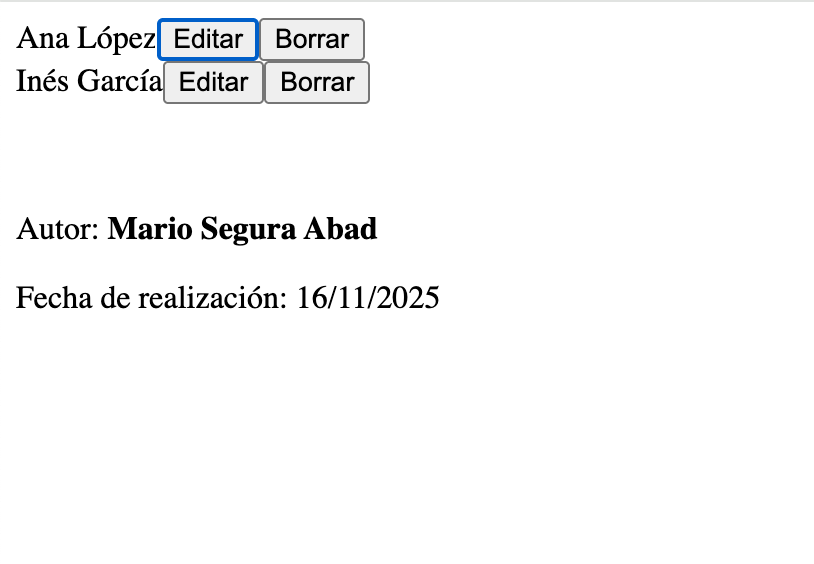 Ana López Editar Borrar
Inés García Editar Borrar
Autor: Mario Segura Abad
Fecha de realización: 16/11/2025